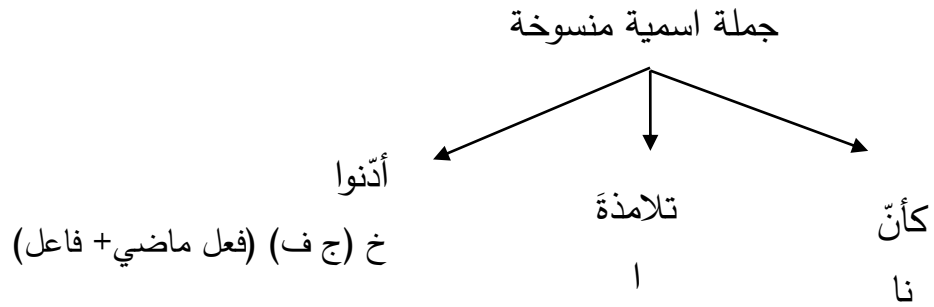 جملة اسمية منسوخة
كأنّ
نا
تلامذةَ
ا
أدّنوا
خ (ج ف) (فعل ماضي+ فاعل)